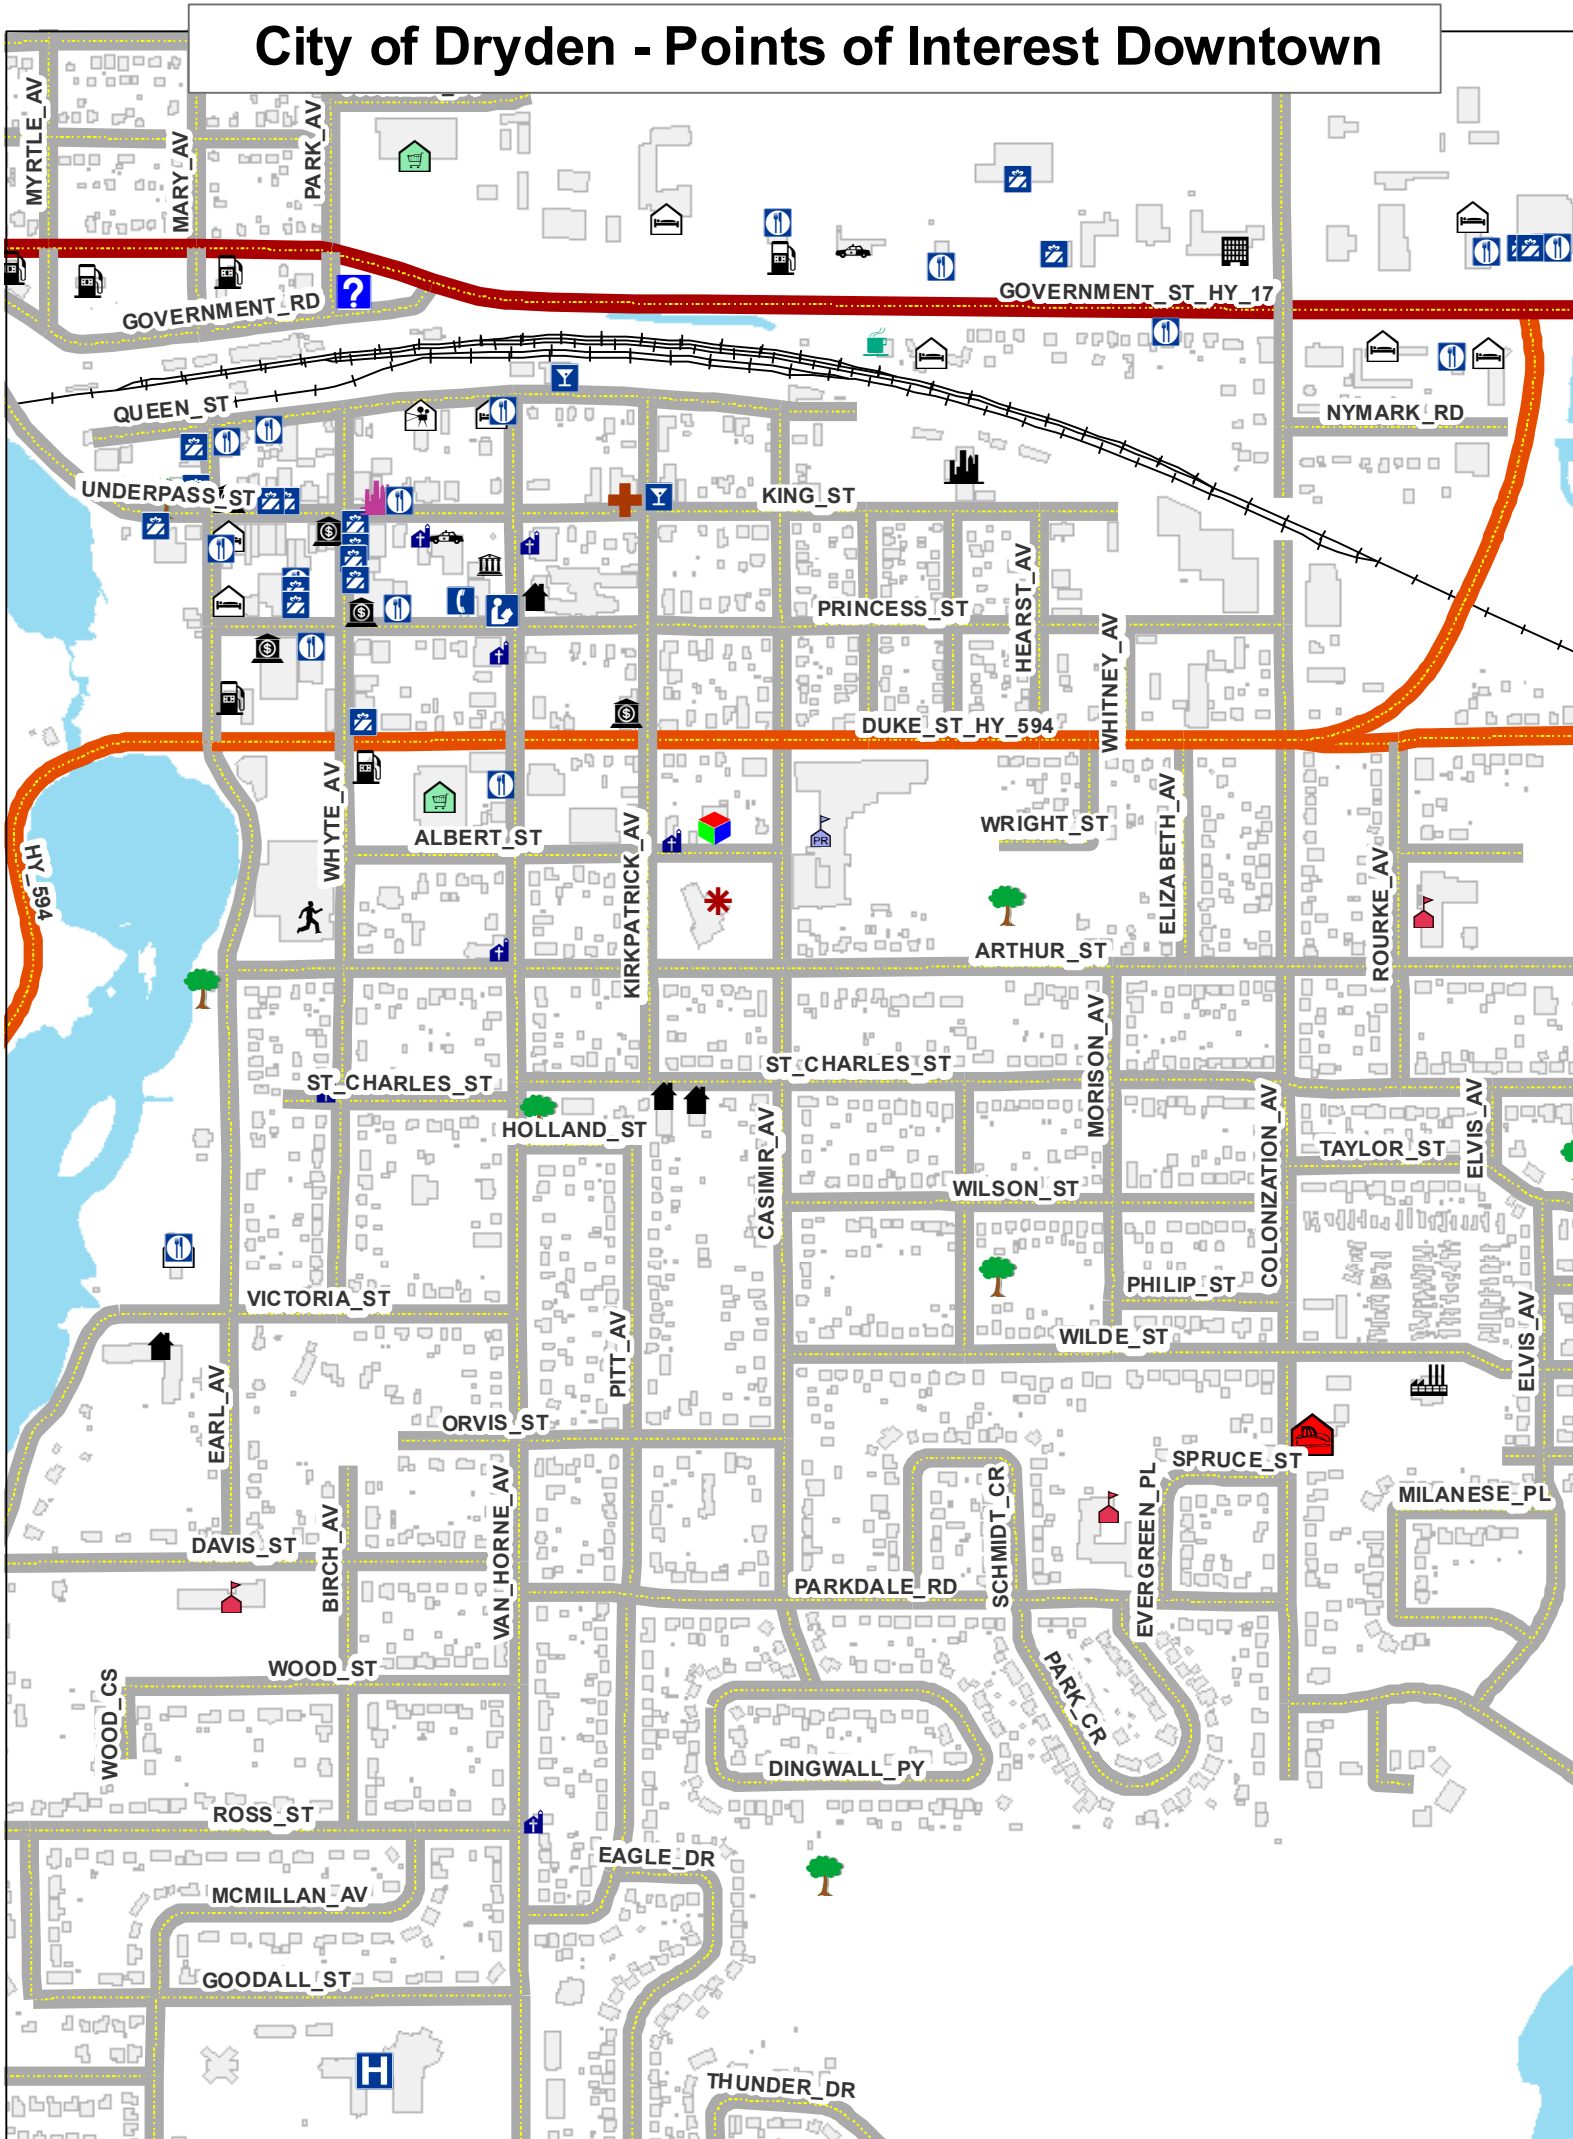 City of Dryden - Points of Interest Downtown
MYRTLE_AV
MARY_AV
PARK_AV
GOVERNMENT_RD
?
GOVERNMENT_ST_HY_17
QUEEN_ST
NYMARK_RD
UNDERPASS_ST
KING_ST
PRINCESS_ST
HEARST_AV
WHITNEY_AV
DUKE_ST_HY_594
HY_594
WHYTE_AV
ALBERT_ST
KIRKPATRICK_AV
PR
WRIGHT_ST
ELIZABETH_AV
ROURKE_AV
ARTHUR_ST
ST_CHARLES_ST
ST_CHARLES_ST
MORISON_AV
HOLLAND_ST
CASIMIR_AV
COLONIZATION_AV
TAYLOR_ST
ELVIS_AV
WILSON_ST
PHILIP_ST
VICTORIA_ST
WILDE_ST
ELVIS_AV
PITT_AV
EARL_AV
ORVIS_ST
SPRUCE_ST
MILANESE_PL
VAN_HORNE_AV
BIRCH_AV
DAVIS_ST
SCHMIDT_CR
EVERGREEN_PL
PARKDALE_RD
WOOD_ST
WOOD_CS
PARK_CR
DINGWALL_PY
ROSS_ST
EAGLE_DR
MCMILLAN_AV
GOODALL_ST
H
THUNDER_DR